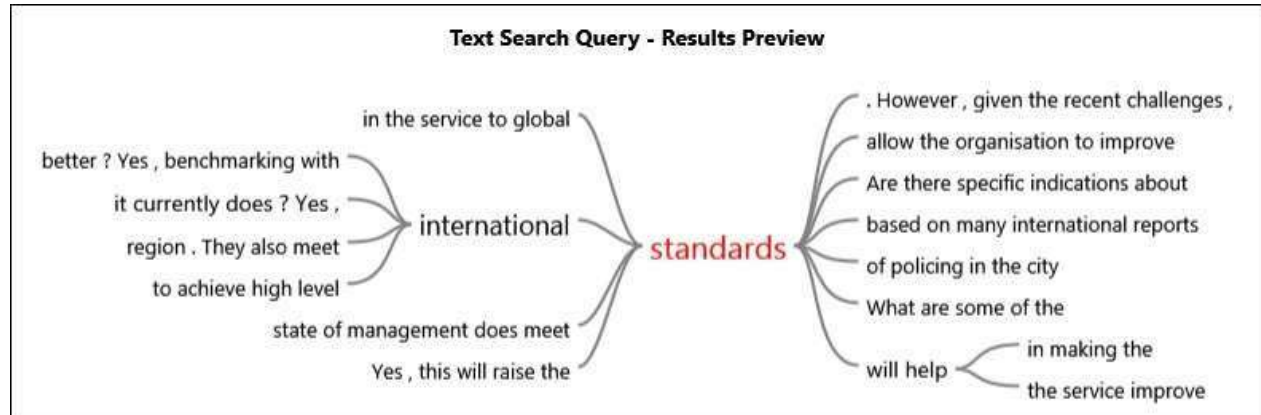 Text Search Query - Results Preview
in the service to global
better ? Yes , benchmarking with
it currently does ? Yes ,
region . They also meet
to achieve high level
international
state of management does meet
Yes , this will raise the
standards
. However , given the recent challenges ,
allow the organisation to improve
Are there specific indications about
based on many international reports
of policing in the city
What are some of the
will help
in making the
the service improve